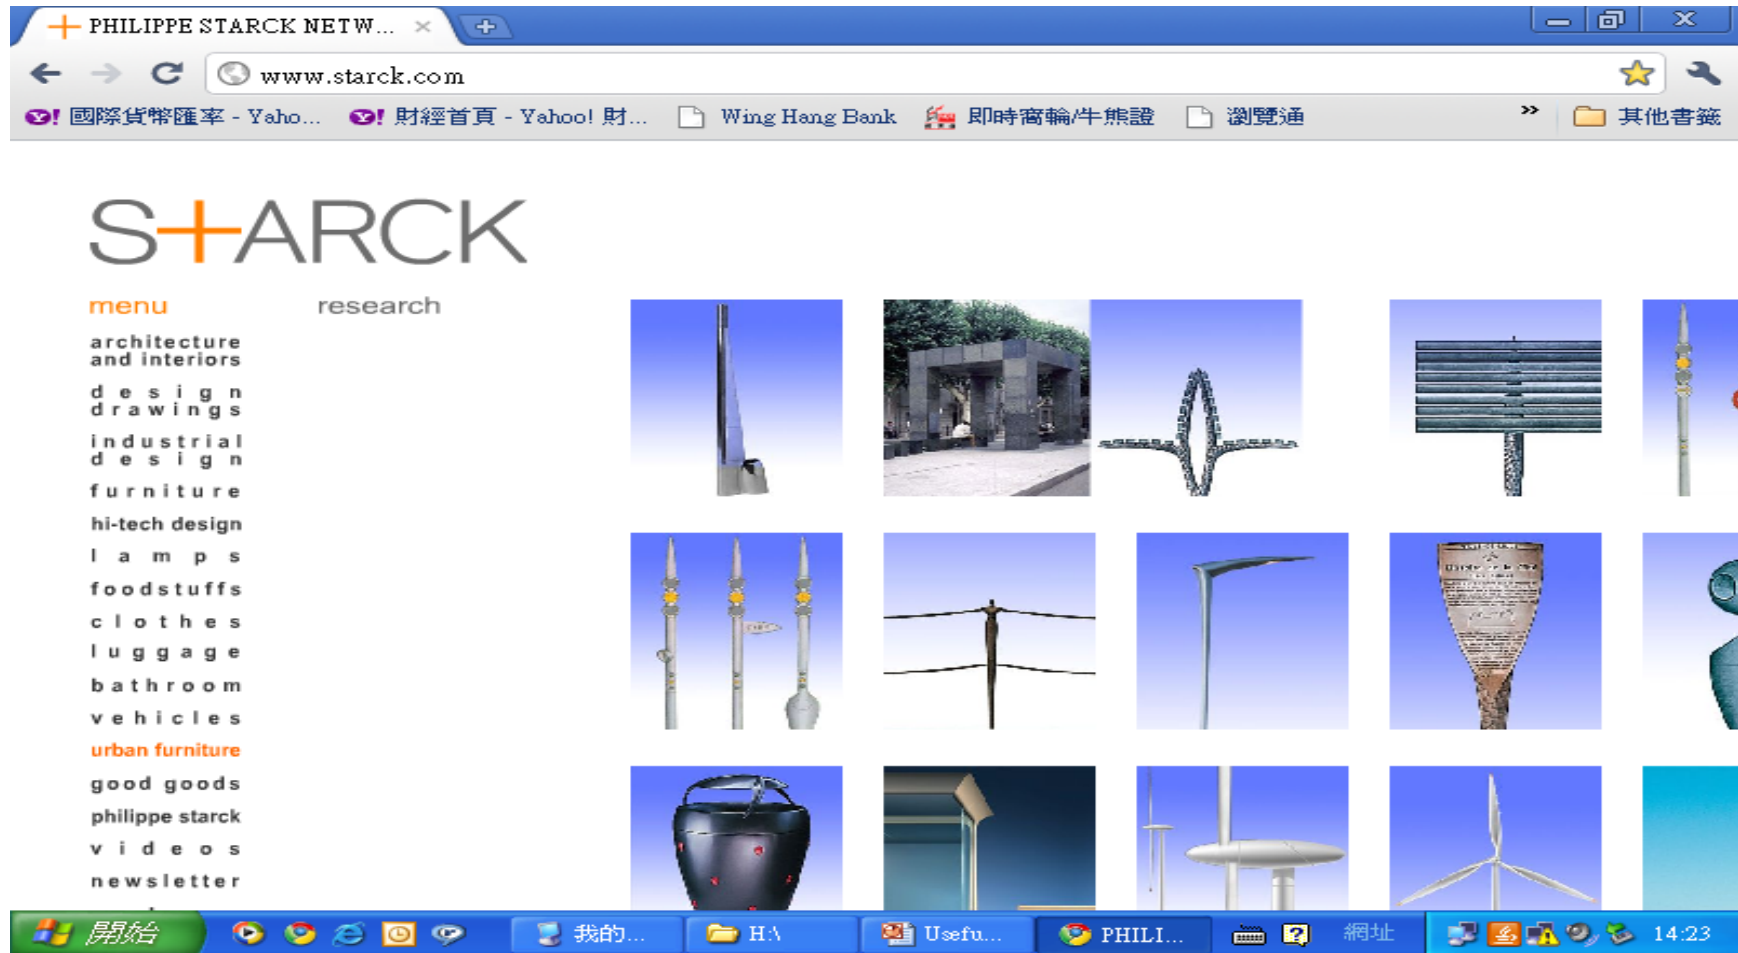 PHILIPPE STARCK NETW...
www.starck.com
國際貨幣匯率 - Yaho...
財經首頁 - Yahoo! 財...
Wing Hang Bank
即時窩輪/牛熊證
瀏覽通
其他書籤
STARCK
menu
research
architecture
and interiors
design
drawings
industrial
design
furniture
hi-tech design
lamps
foodstuffs
clothes
luggage
bathroom
vehicles
urban furniture
good goods
philippe starck
videos
newsletter
開始
我的...
H:\
Usefu...
PHILI...
網址
14:23